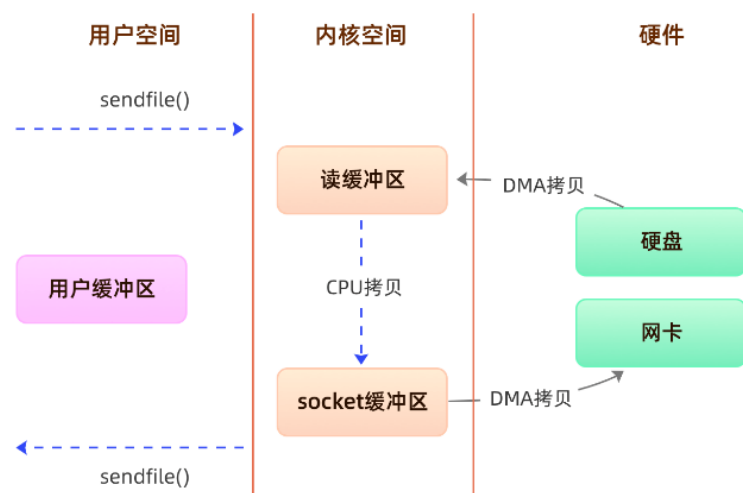 用户空间
内核空间
硬件
sendfile()
读缓冲区
DMA拷贝
硬盘
用户缓冲区
CPU拷贝
网卡
socket缓冲区
DMA拷贝
sendfile()